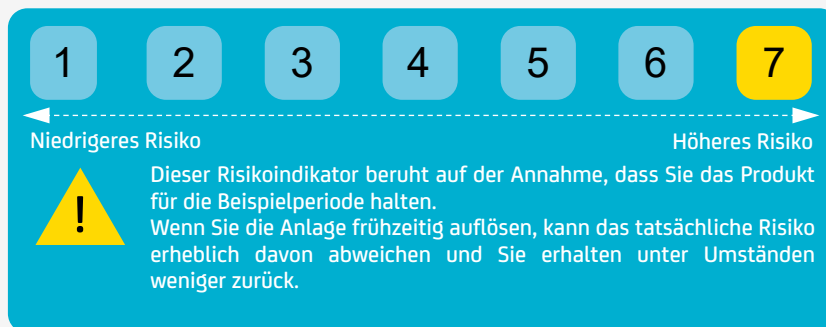 1 2 3 4 5 6 7
Niedrigeres Risiko Höheres Risiko
Dieser Risikoindikator beruht auf der Annahme, dass Sie das Produkt
für die Beispielperiode halten.
Wenn Sie die Anlage frühzeitig auflösen, kann das tatsächliche Risiko
erheblich davon abweichen und Sie erhalten unter Umständen
weniger zurück.
!